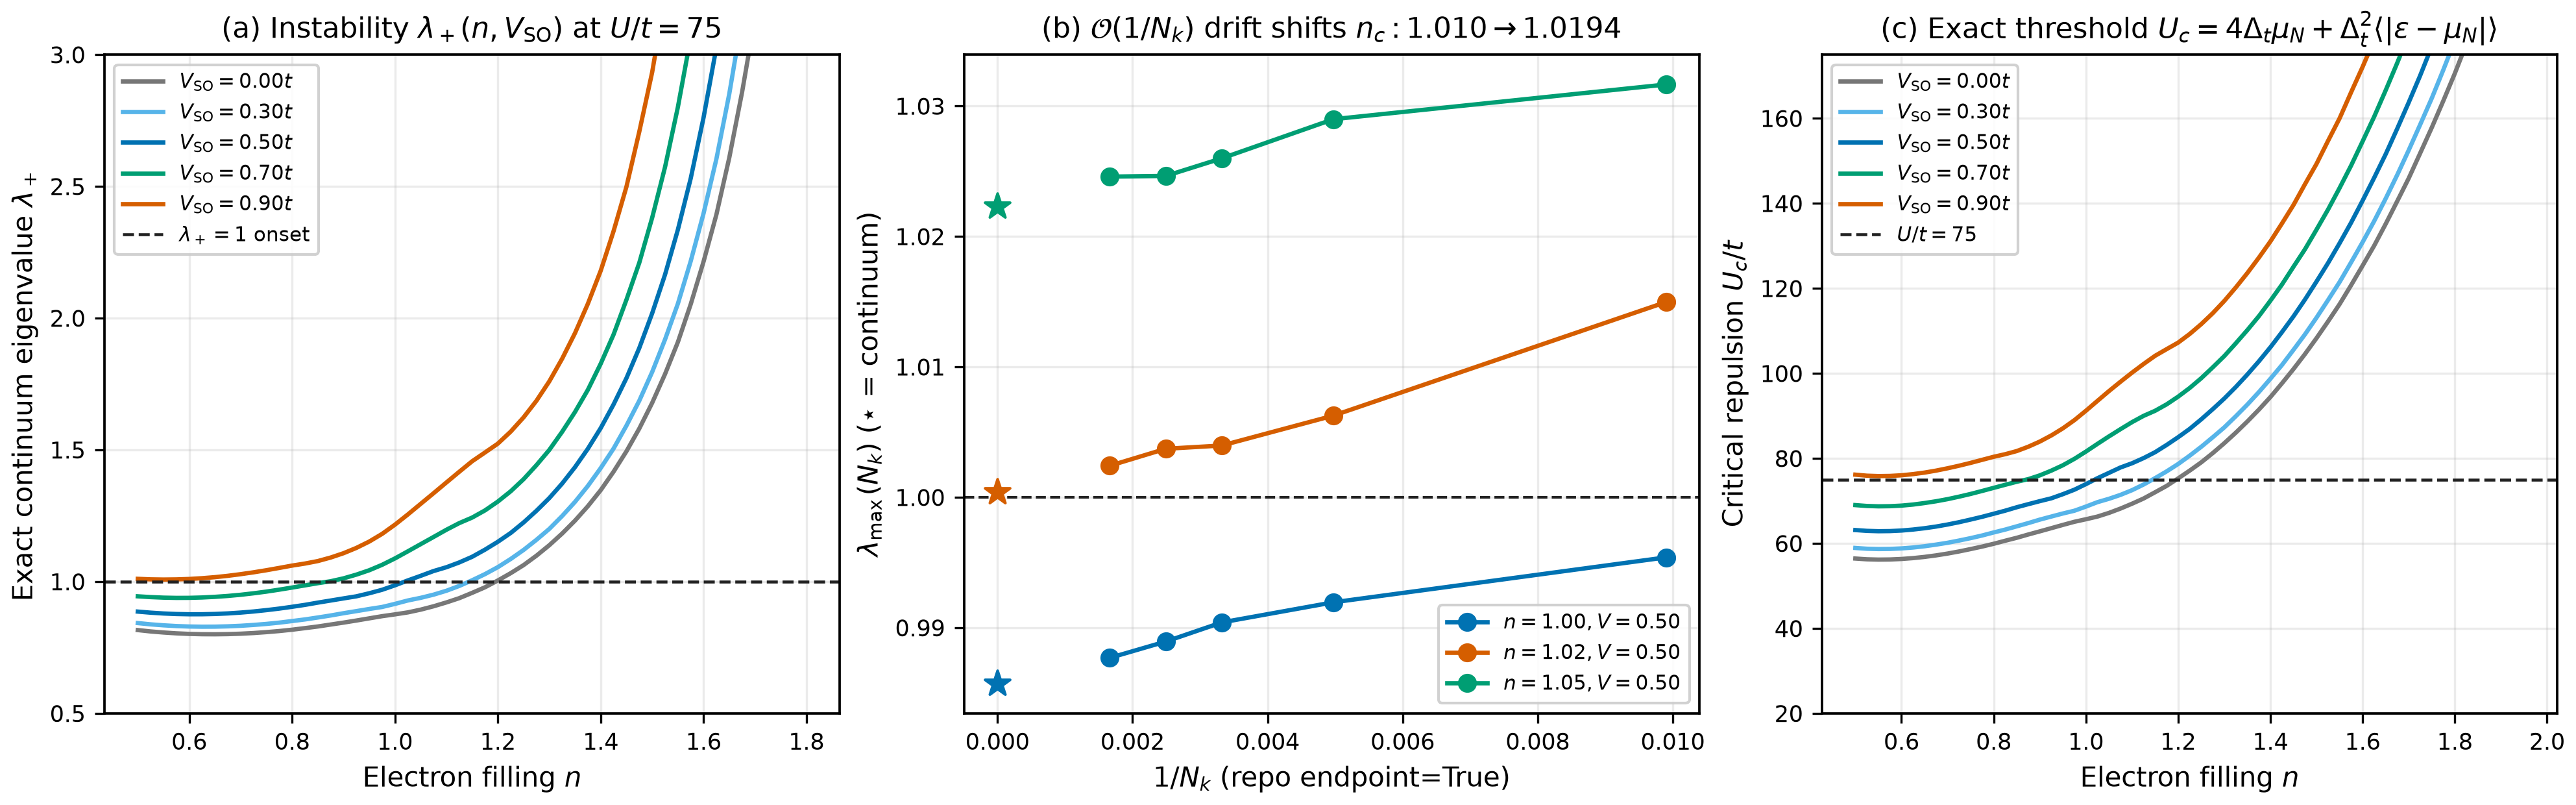 (a) Instability λ₊(n, V_SO) at U/t = 75
3.0
2.5
2.0
1.5
1.0
0.5
Exact continuum eigenvalue λ₊
V_SO = 0.00t
V_SO = 0.30t
V_SO = 0.50t
V_SO = 0.70t
V_SO = 0.90t
λ₊ = 1 onset
0.6 0.8 1.0 1.2 1.4 1.6 1.8
Electron filling n
(b) 𝒪(1/N_k) drift shifts n_c : 1.010 → 1.0194
1.03
1.02
1.01
1.00
0.99
λ_max(N_k) (⋆ = continuum)
n = 1.00, V = 0.50
n = 1.02, V = 0.50
n = 1.05, V = 0.50
0.000 0.002 0.004 0.006 0.008 0.010
1/N_k (repo endpoint=True)
(c) Exact threshold U_c = 4Δ_t μ_N + Δ_t²⟨|ε − μ_N|⟩
160
140
120
100
80
60
40
20
Critical repulsion U_c/t
V_SO = 0.00t
V_SO = 0.30t
V_SO = 0.50t
V_SO = 0.70t
V_SO = 0.90t
U/t = 75
0.6 0.8 1.0 1.2 1.4 1.6 1.8 2.0
Electron filling n